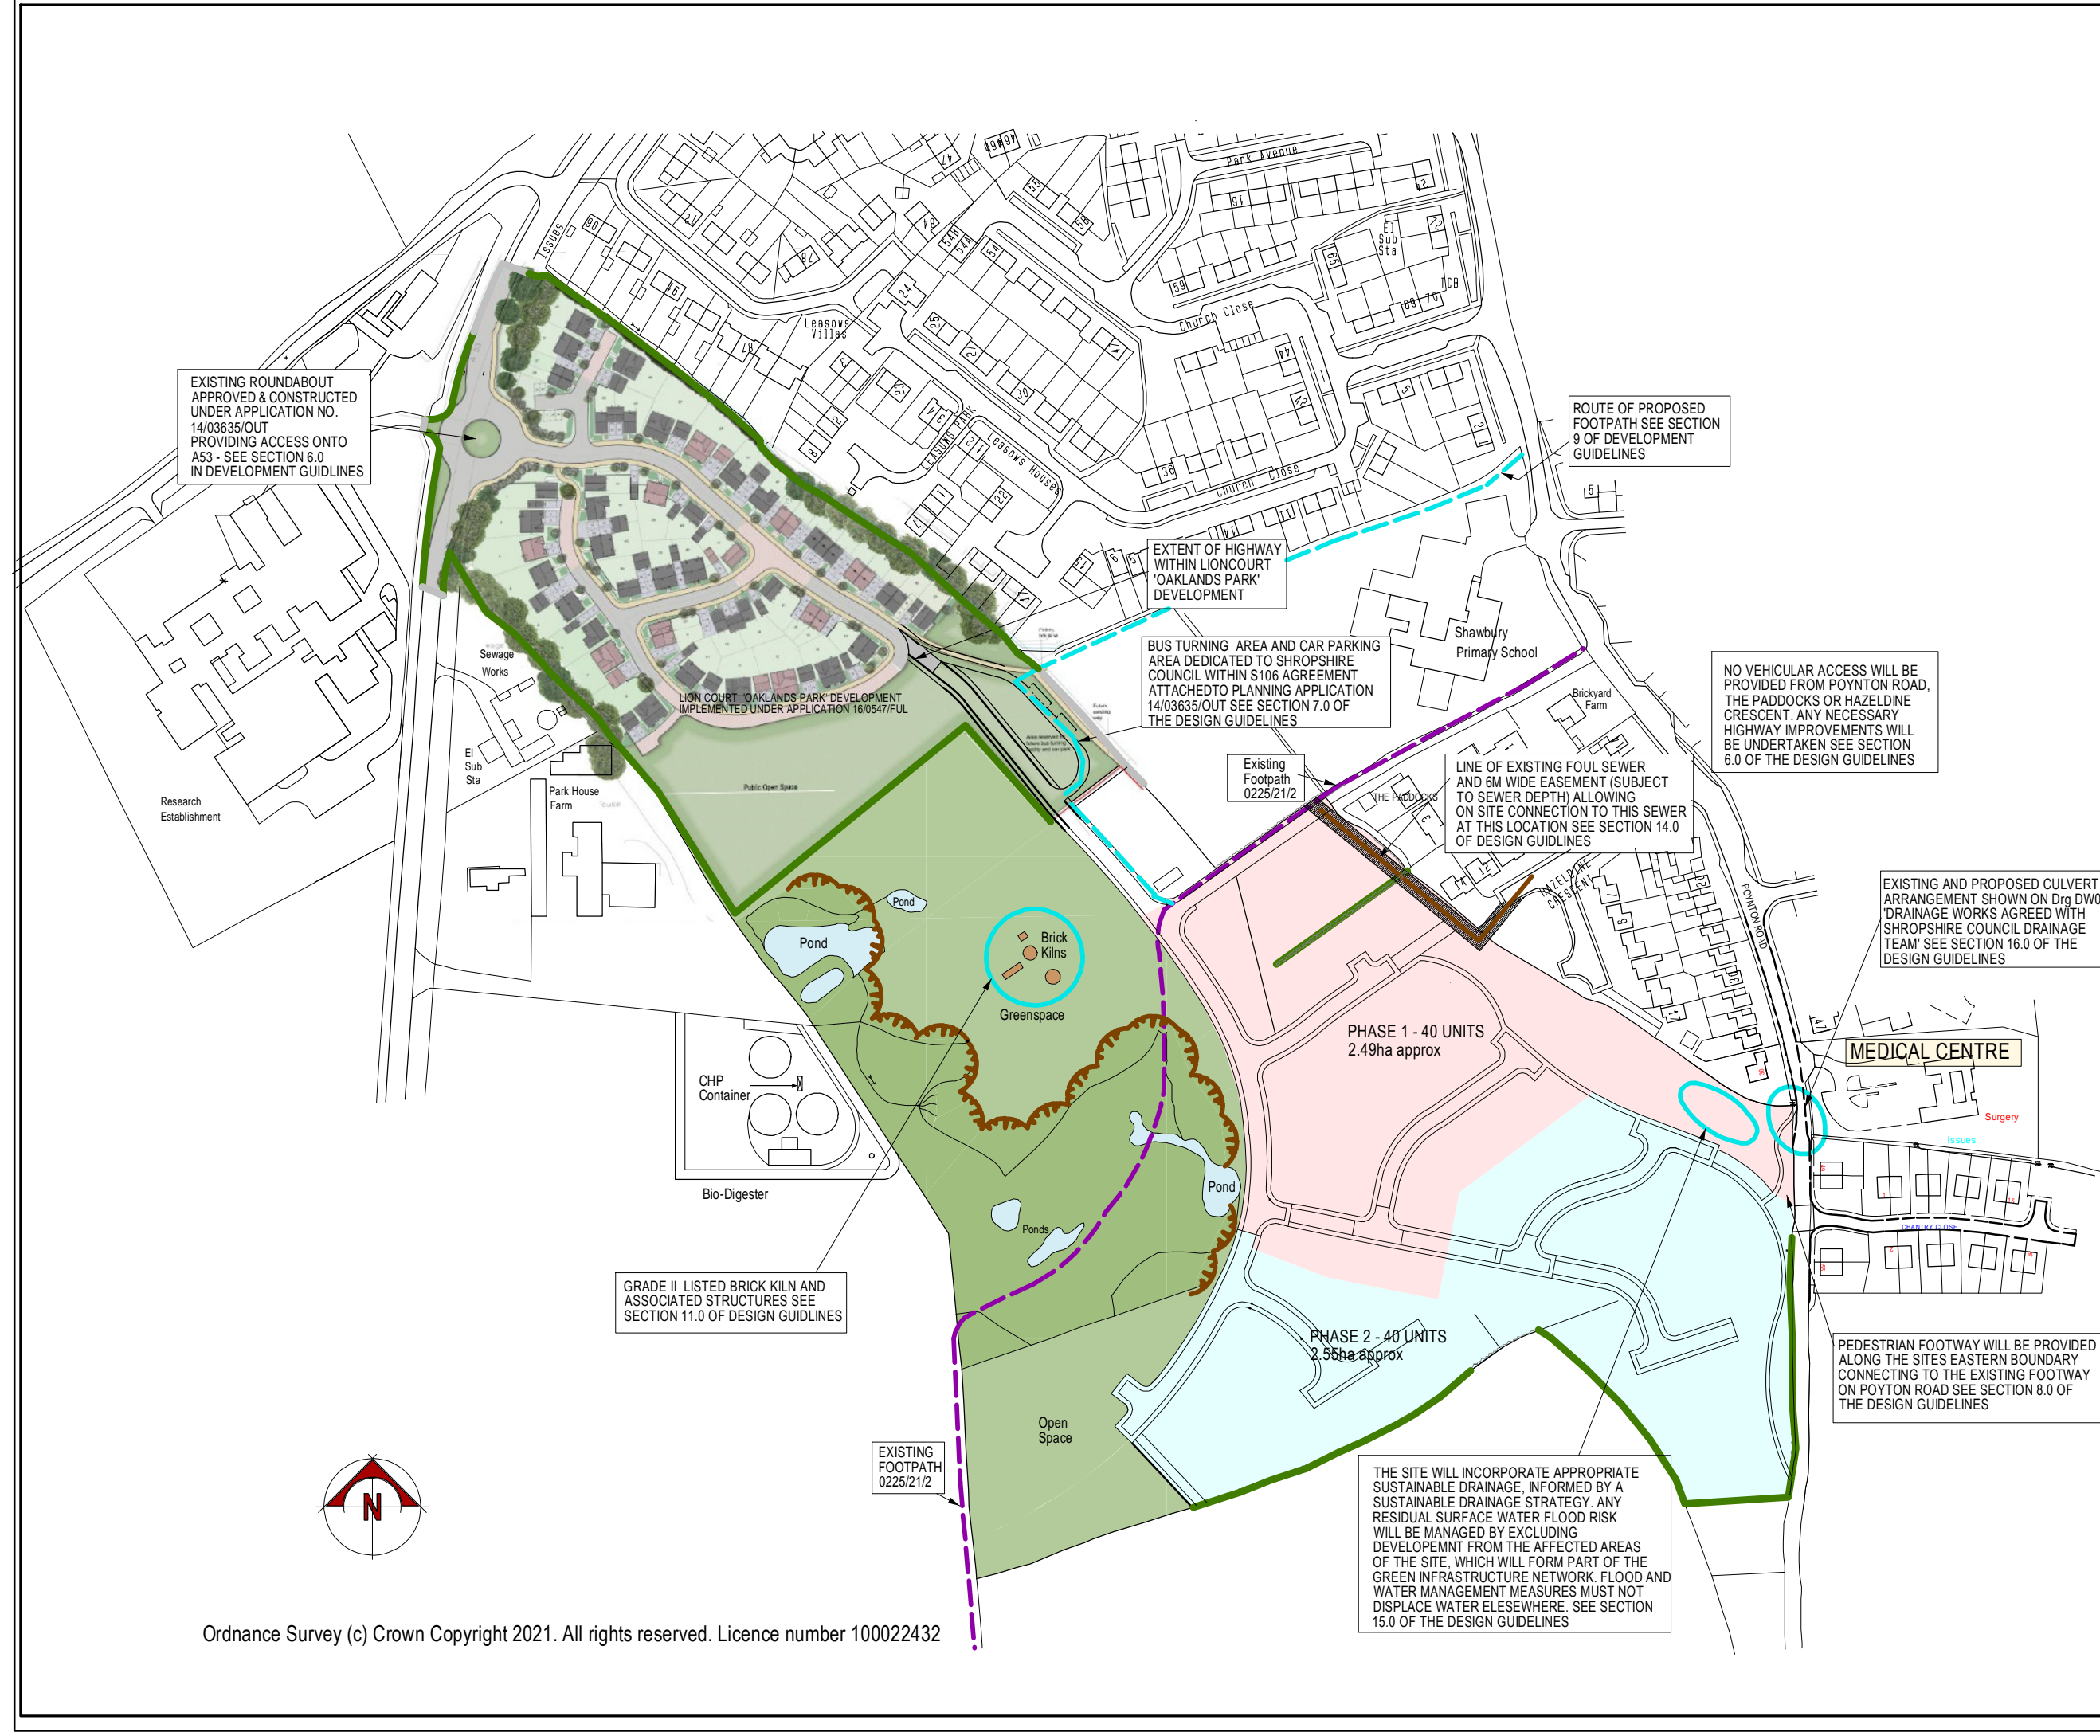 Park Avenue
Issues
Leasows
Villas
Church Close
El
Sub
Sta
TCB
EXISTING ROUNDABOUT
APPROVED & CONSTRUCTED
UNDER APPLICATION NO.
14/03635/OUT
PROVIDING ACCESS ONTO
A53 - SEE SECTION 6.0
IN DEVELOPMENT GUIDLINES
ROUTE OF PROPOSED
FOOTPATH SEE SECTION
9 OF DEVELOPMENT
GUIDELINES
Leasows Houses
Church Close
EXTENT OF HIGHWAY
WITHIN LIONCOURT
'OAKLANDS PARK'
DEVELOPMENT
Shawbury
Primary School
BUS TURNING AREA AND CAR PARKING
AREA DEDICATED TO SHROPSHIRE
COUNCIL WITHIN S106 AGREEMENT
ATTACHEDTO PLANNING APPLICATION
14/03635/OUT SEE SECTION 7.0 OF
THE DESIGN GUIDELINES
Sewage
Works
LION COURT 'OAKLANDS PARK' DEVELOPMENT
IMPLEMENTED UNDER APPLICATION 16/0547/FUL
Brickyard
Farm
NO VEHICULAR ACCESS WILL BE
PROVIDED FROM POYNTON ROAD,
THE PADDOCKS OR HAZELDINE
CRESCENT. ANY NECESSARY
HIGHWAY IMPROVEMENTS WILL
BE UNDERTAKEN SEE SECTION
6.0 OF THE DESIGN GUIDELINES
El
Sub
Sta
Park House
Farm
Public Open Space
Research
Establishment
Existing
Footpath
0225/21/2
THE PADDOCKS
LINE OF EXISTING FOUL SEWER
AND 6M WIDE EASEMENT (SUBJECT
TO SEWER DEPTH) ALLOWING
ON SITE CONNECTION TO THIS SEWER
AT THIS LOCATION SEE SECTION 14.0
OF DESIGN GUIDLINES
HAZELDINE
CRESCENT
POYNTON ROAD
EXISTING AND PROPOSED CULVERT
ARRANGEMENT SHOWN ON Drg DW0
'DRAINAGE WORKS AGREED WITH
SHROPSHIRE COUNCIL DRAINAGE
TEAM' SEE SECTION 16.0 OF THE
DESIGN GUIDELINES
Pond
Pond
Brick
Kilns
Greenspace
PHASE 1 - 40 UNITS
2.49ha approx
MEDICAL CENTRE
Surgery
Issues
CHP
Container
Bio-Digester
Pond
Ponds
CHANTRY CLOSE
GRADE II LISTED BRICK KILN AND
ASSOCIATED STRUCTURES SEE
SECTION 11.0 OF DESIGN GUIDLINES
PHASE 2 - 40 UNITS
2.55ha approx
PEDESTRIAN FOOTWAY WILL BE PROVIDED
ALONG THE SITES EASTERN BOUNDARY
CONNECTING TO THE EXISTING FOOTWAY
ON POYTON ROAD SEE SECTION 8.0 OF
THE DESIGN GUIDELINES
Open
Space
EXISTING
FOOTPATH
0225/21/2
THE SITE WILL INCORPORATE APPROPRIATE
SUSTAINABLE DRAINAGE, INFORMED BY A
SUSTAINABLE DRAINAGE STRATEGY. ANY
RESIDUAL SURFACE WATER FLOOD RISK
WILL BE MANAGED BY EXCLUDING
DEVELOPEMNT FROM THE AFFECTED AREAS
OF THE SITE, WHICH WILL FORM PART OF THE
GREEN INFRASTRUCTURE NETWORK. FLOOD AND
WATER MANAGEMENT MEASURES MUST NOT
DISPLACE WATER ELESEWHERE. SEE SECTION
15.0 OF THE DESIGN GUIDELINES
N
Ordnance Survey (c) Crown Copyright 2021. All rights reserved. Licence number 100022432